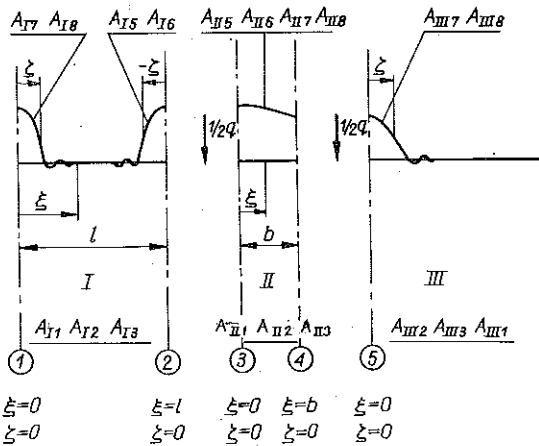 A_I7 A_I8 A_I5 A_I6 A_II5 A_II6 A_II7 A_II8 A_III7 A_III8
ζ -ζ ζ
1/2q 1/2q
ξ ξ
l b
I II III
A_I1 A_I2 A_I3 A_II1 A_II2 A_II3 A_III2 A_III3 A_III1
1 2 3 4 5
ξ=0 ξ=l ξ=0 ξ=b ξ=0
ζ=0 ζ=0 ζ=0 ζ=0 ζ=0